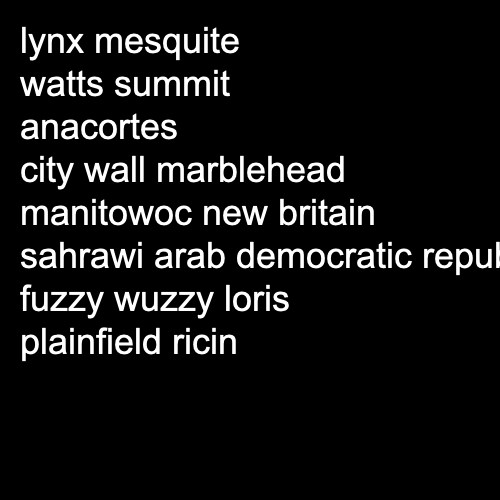 lynx mesquite
watts summit
anacortes
city wall marblehead
manitowoc new britain
sahrawi arab democratic
fuzzy wuzzy loris
plainfield ricin